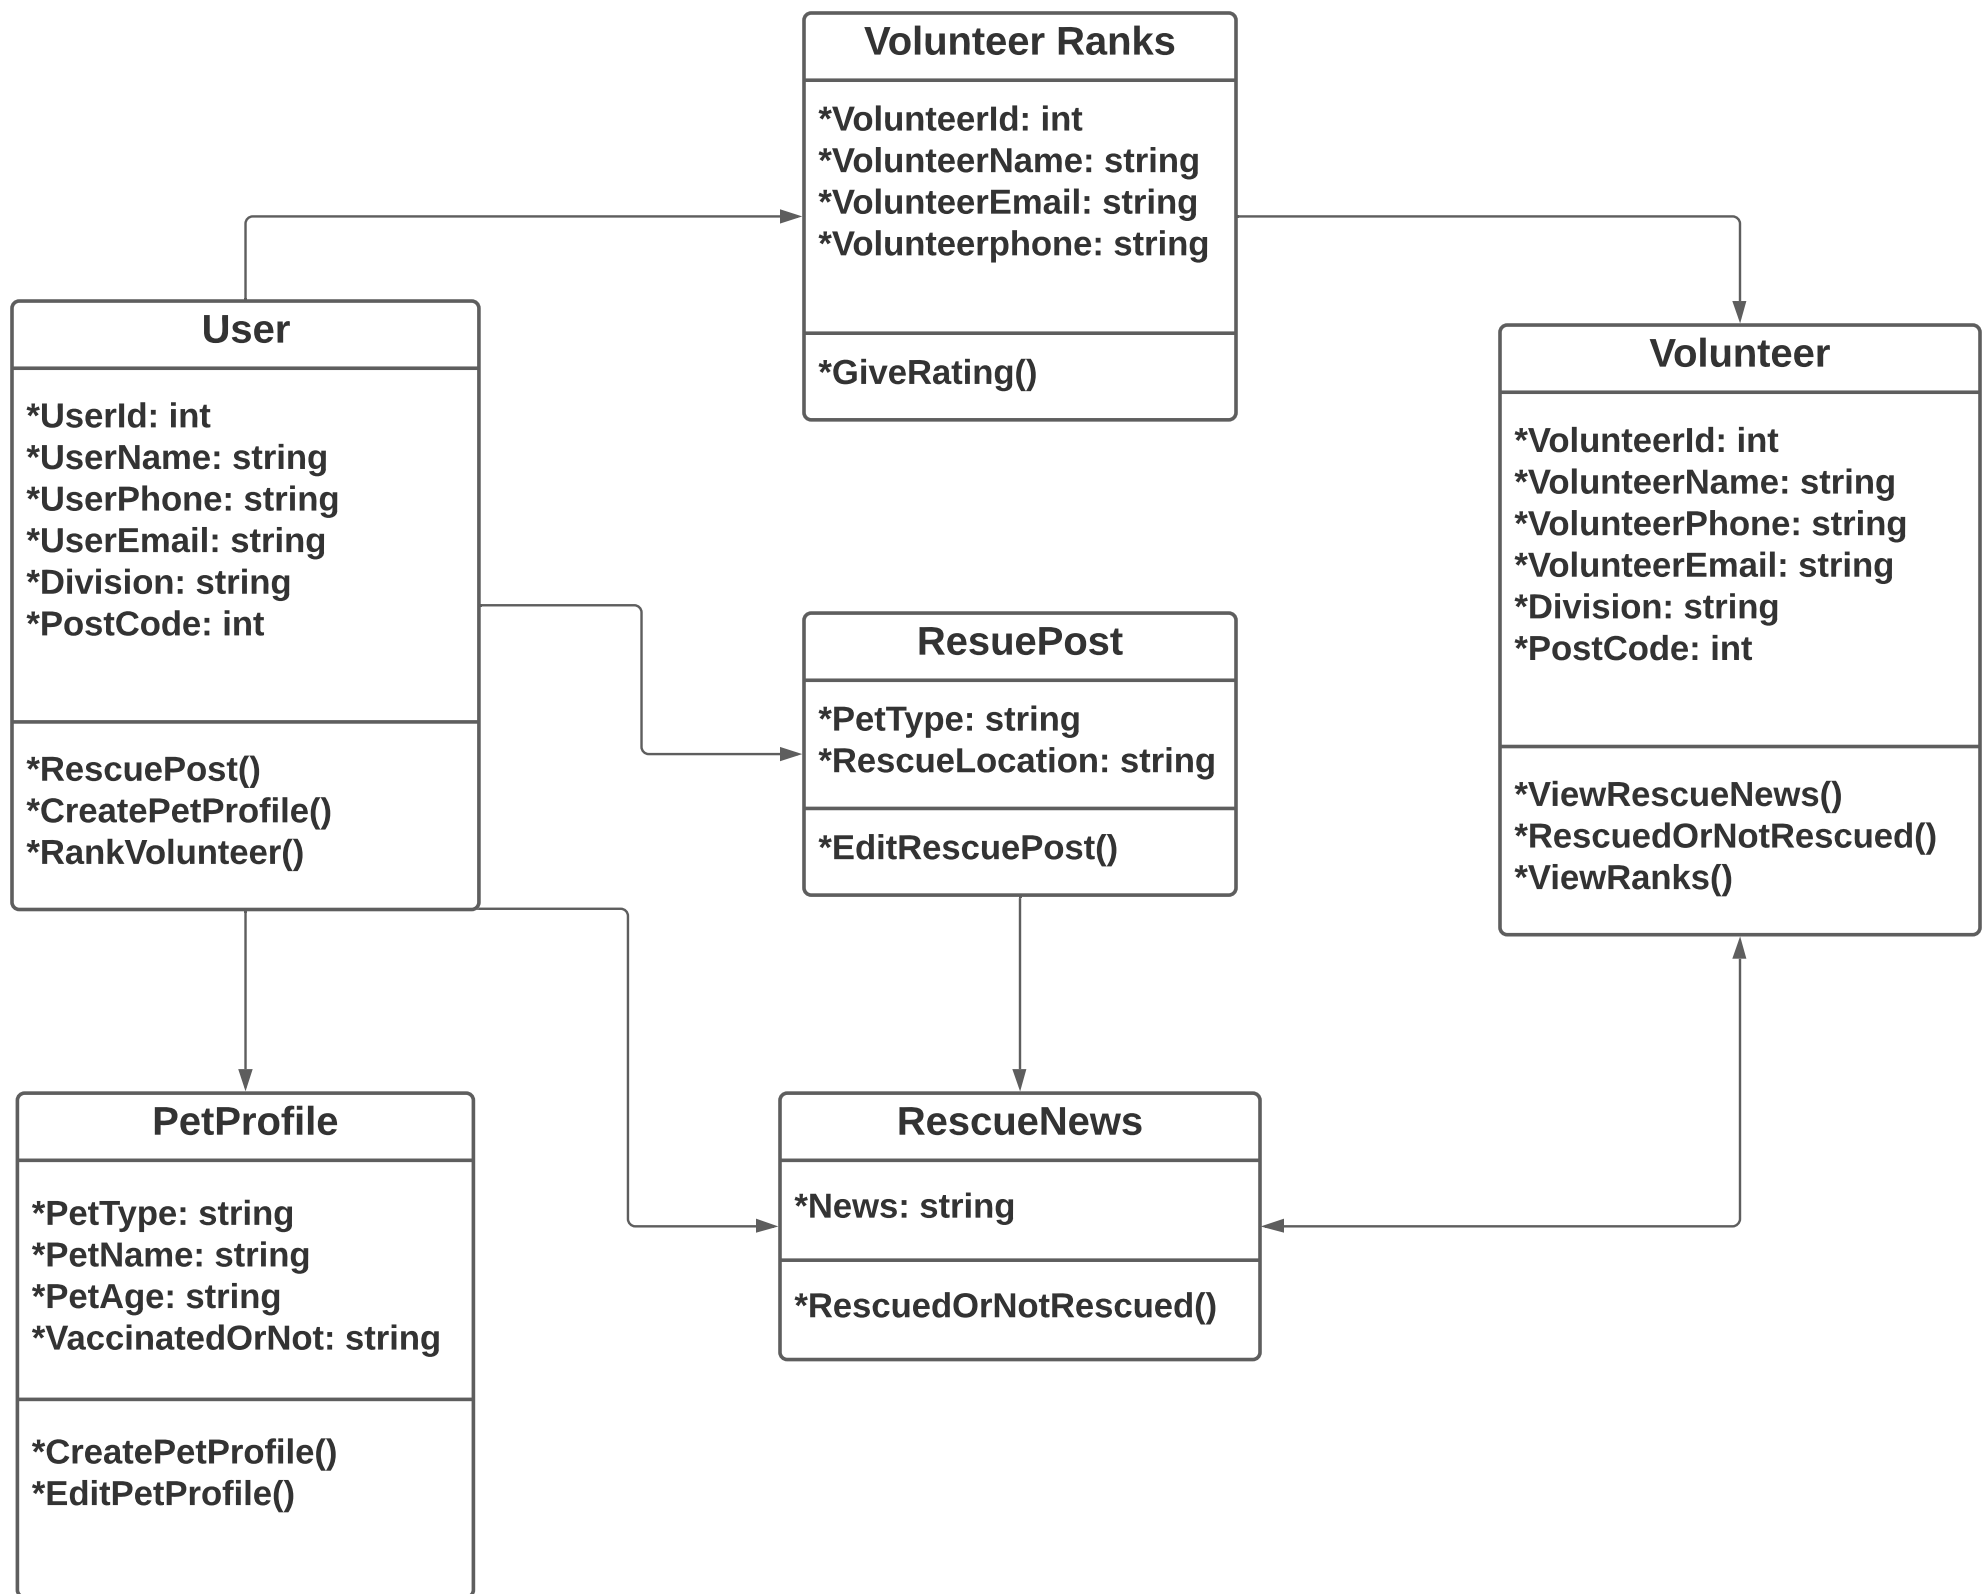 Volunteer Ranks
*VolunteerId: int
*VolunteerName: string
*VolunteerEmail: string
*Volunteerphone: string
*GiveRating()
User
*UserId: int
*UserName: string
*UserPhone: string
*UserEmail: string
*Division: string
*PostCode: int
*RescuePost()
*CreatePetProfile()
*RankVolunteer()
Volunteer
*VolunteerId: int
*VolunteerName: string
*VolunteerPhone: string
*VolunteerEmail: string
*Division: string
*PostCode: int
*ViewRescueNews()
*RescuedOrNotRescued()
*ViewRanks()
ResuePost
*PetType: string
*RescueLocation: string
*EditRescuePost()
PetProfile
*PetType: string
*PetName: string
*PetAge: string
*VaccinatedOrNot: string
*CreatePetProfile()
*EditPetProfile()
RescueNews
*News: string
*RescuedOrNotRescued()